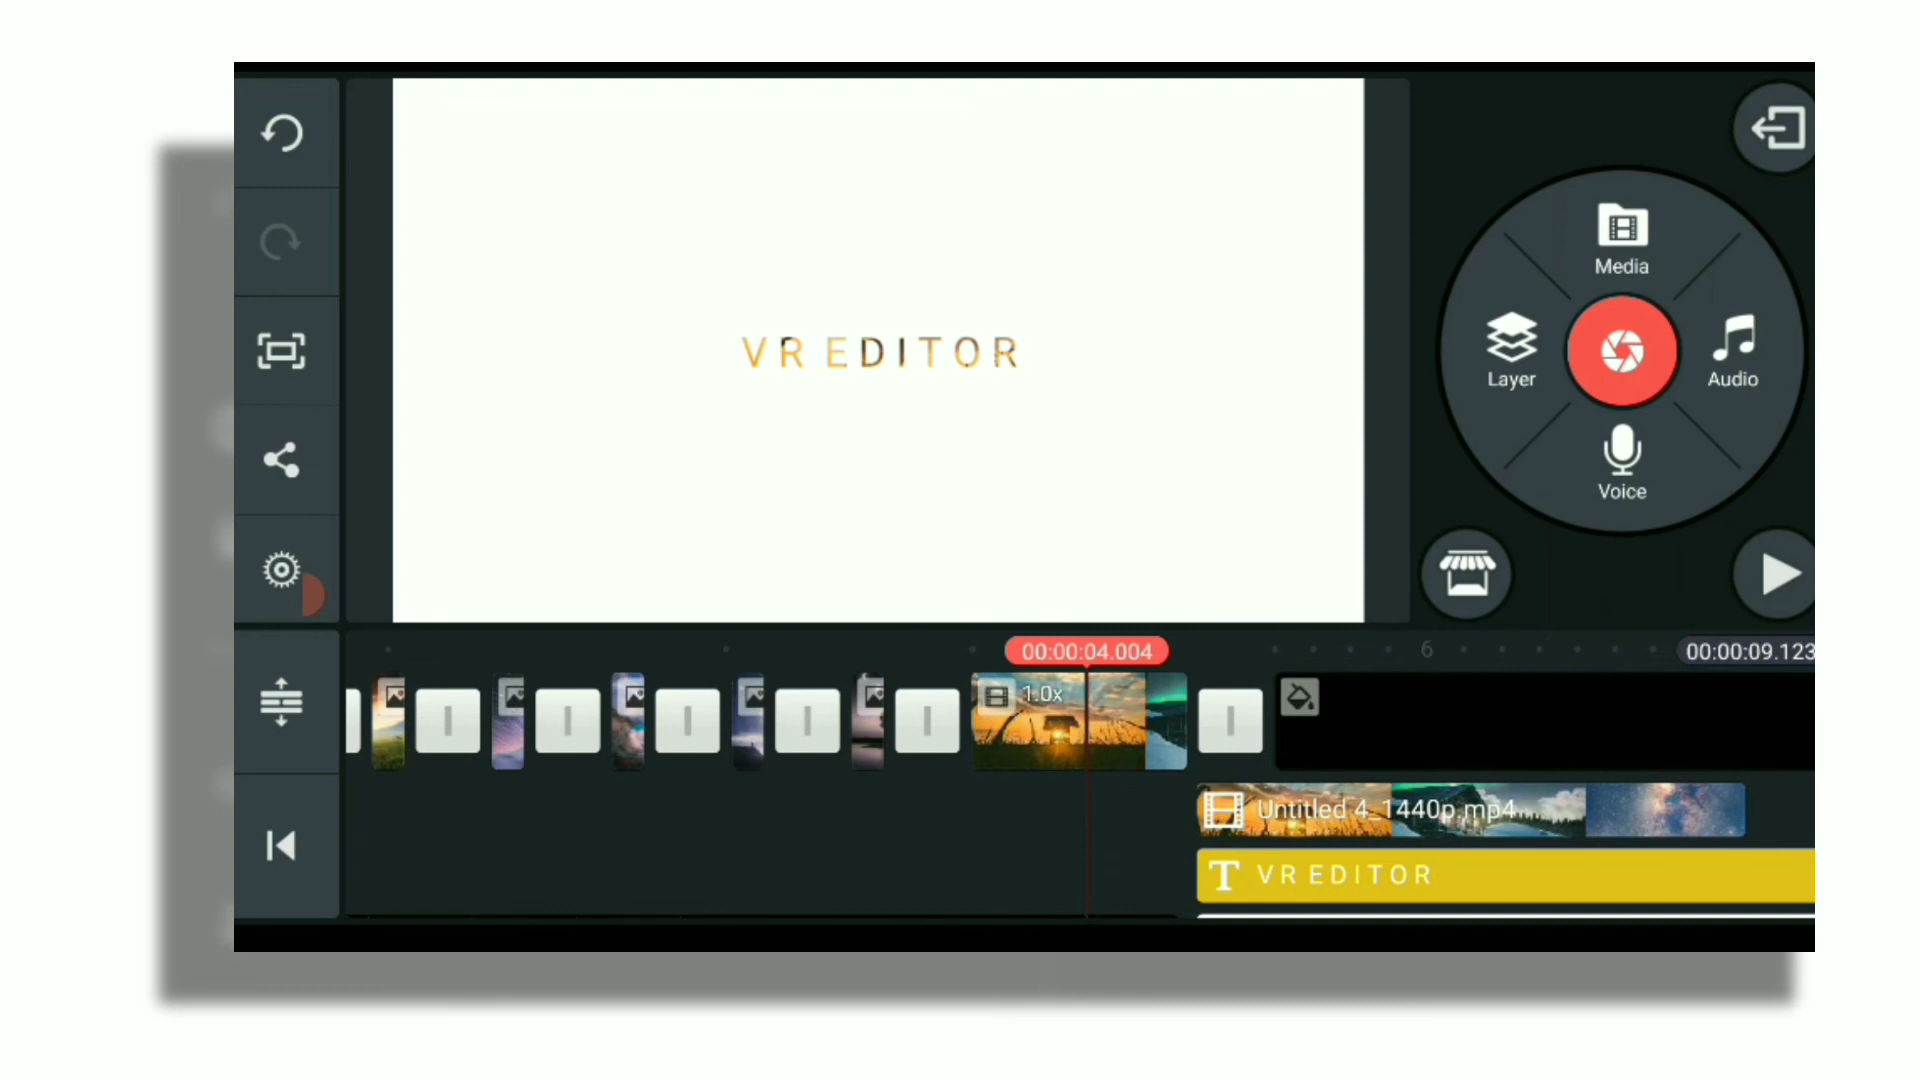 VR EDITOR
Media
Layer
Audio
Voice
00:00:04.004
6
00:00:09.123
1.0x
Untitled 4_1440p.mp4
T VR EDITOR